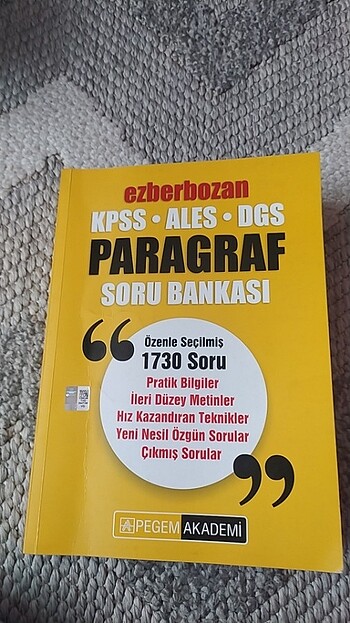 ezberbozan
KPSS • ALES • DGS
PARAGRAF
SORU BANKASI
Özenle Seçilmiş
1730 Soru
Pratik Bilgiler
İleri Düzey Metinler
Hız Kazandıran Teknikler
Yeni Nesil Özgün Sorular
Çıkmış Sorular
PEGEM AKADEMİ